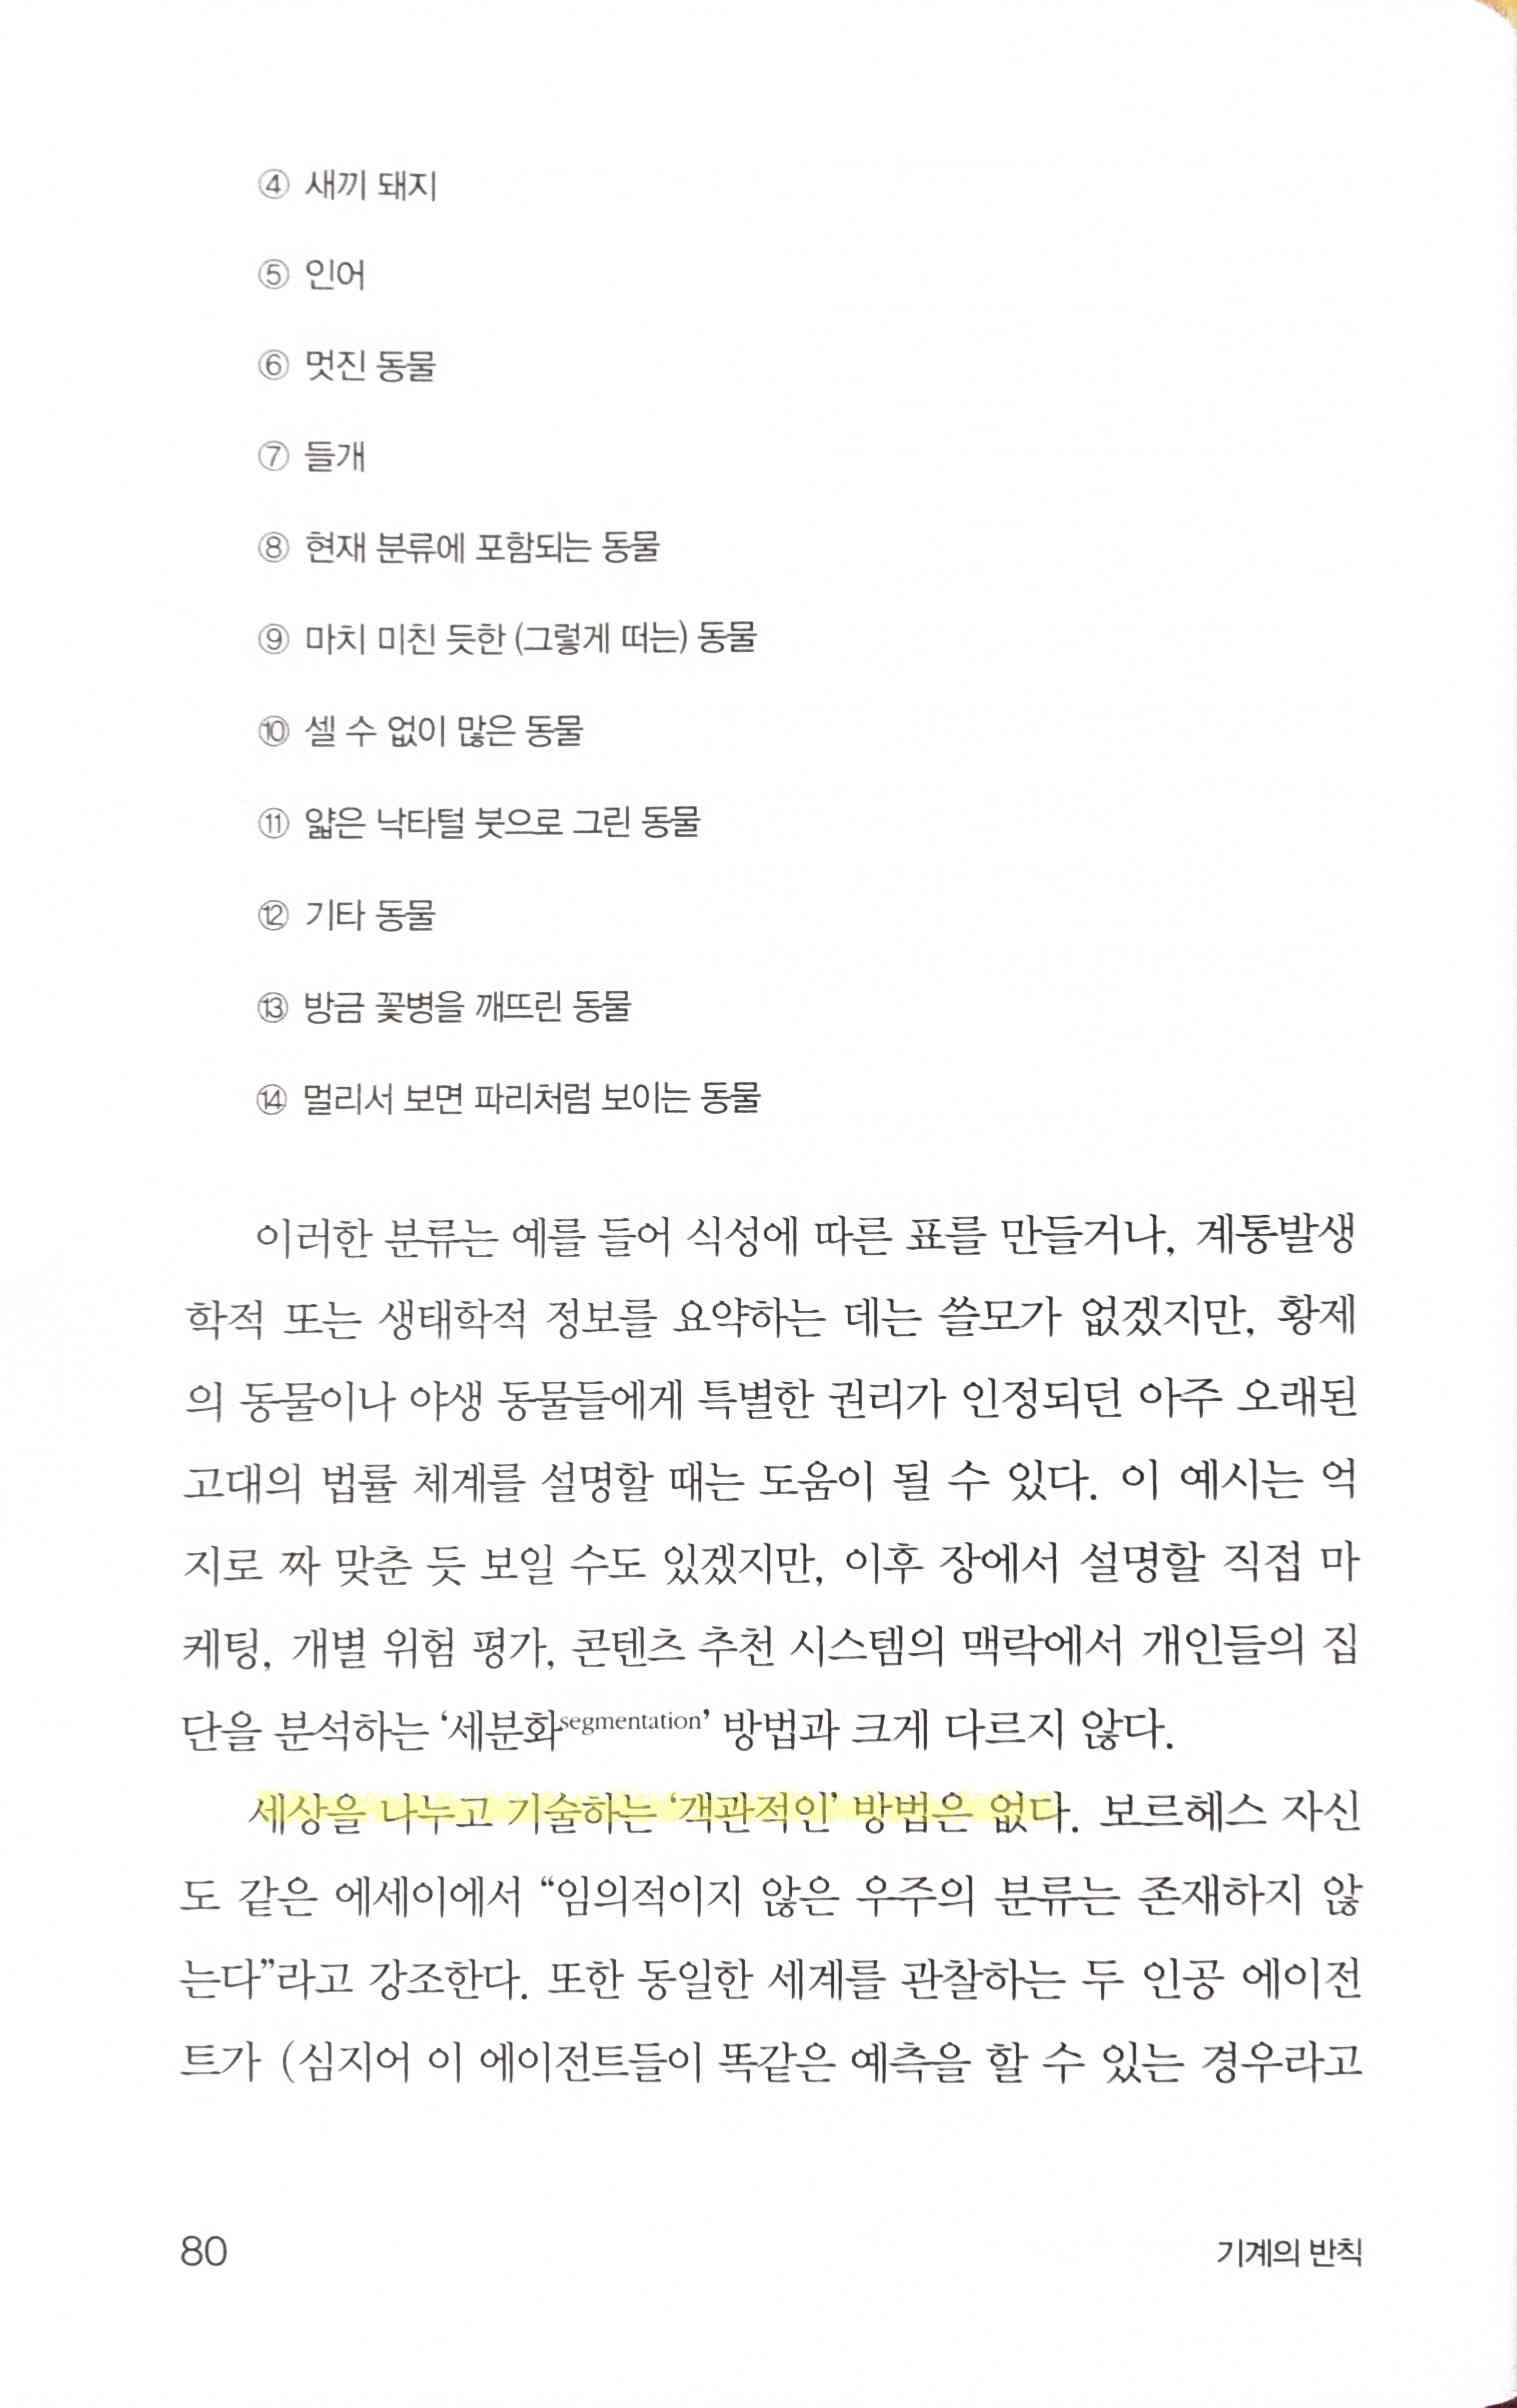 ④ 새끼 돼지
⑤ 인어
⑥ 멋진 동물
⑦ 들개
⑧ 현재 분류에 포함되는 동물
⑨ 마치 미친 듯한 (그렇게 떠는) 동물
⑩ 셀 수 없이 많은 동물
⑪ 얇은 낙타털 붓으로 그린 동물
⑫ 기타 동물
⑬ 방금 꽃병을 깨뜨린 동물
⑭ 멀리서 보면 파리처럼 보이는 동물
이러한 분류는 예를 들어 식성에 따른 표를 만들거나, 계통발생
학적 또는 생태학적 정보를 요약하는 데는 쓸모가 없겠지만, 황제
의 동물이나 야생 동물들에게 특별한 권리가 인정되던 아주 오래된
고대의 법률 체계를 설명할 때는 도움이 될 수 있다. 이 예시는 억
지로 짜 맞춘 듯 보일 수도 있겠지만, 이후 장에서 설명할 직접 마
케팅, 개별 위험 평가, 콘텐츠 추천 시스템의 맥락에서 개인들의 집
단을 분석하는 ‘세분화segmentation’ 방법과 크게 다르지 않다.
세상을 나누고 기술하는 ‘객관적인’ 방법은 없다. 보르헤스 자신
도 같은 에세이에서 “임의적이지 않은 우주의 분류는 존재하지 않
는다”라고 강조한다. 또한 동일한 세계를 관찰하는 두 인공 에이전
트가 (심지어 이 에이전트들이 똑같은 예측을 할 수 있는 경우라고
80
기계의 반칙